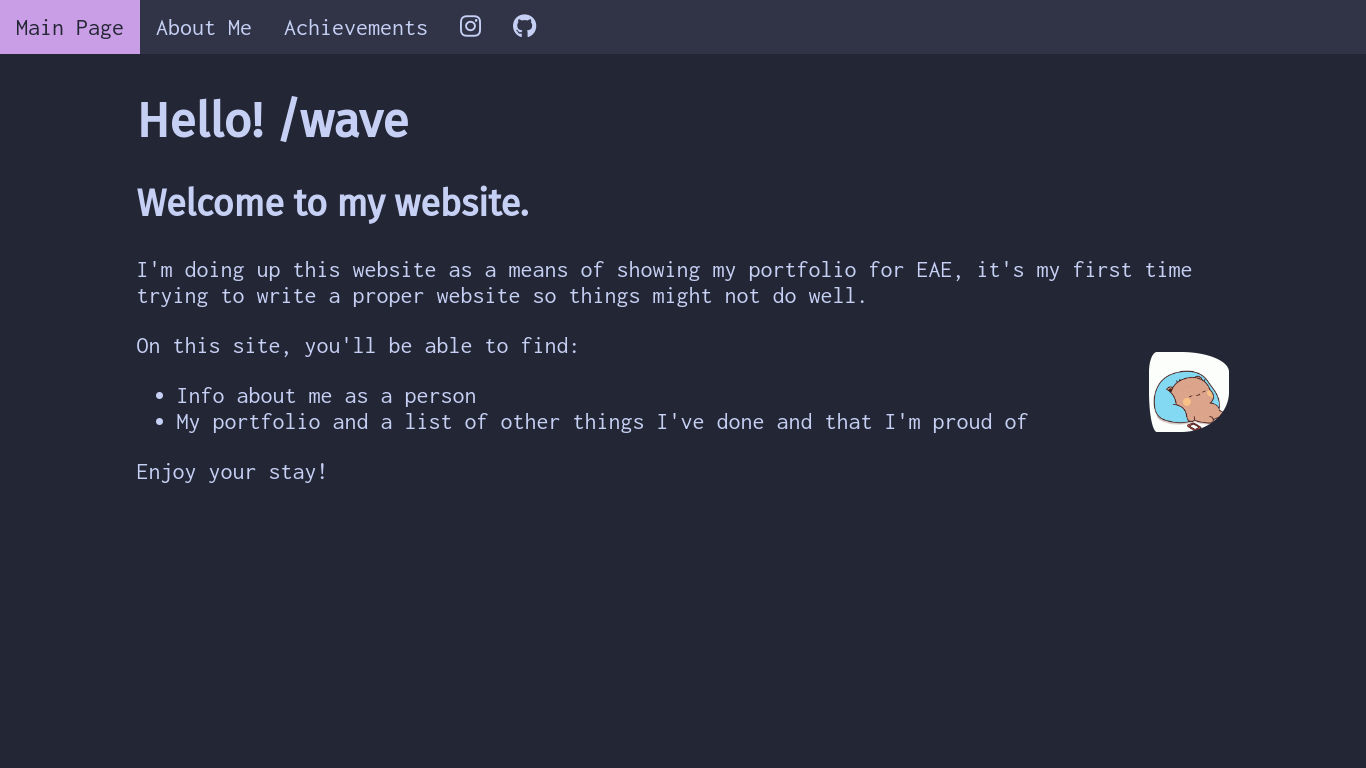 Main Page About Me Achievements
Hello! /wave
Welcome to my website.
I'm doing up this website as a means of showing my portfolio for EAE, it's my first time
trying to write a proper website so things might not do well.
On this site, you'll be able to find:
• Info about me as a person
• My portfolio and a list of other things I've done and that I'm proud of
Enjoy your stay!